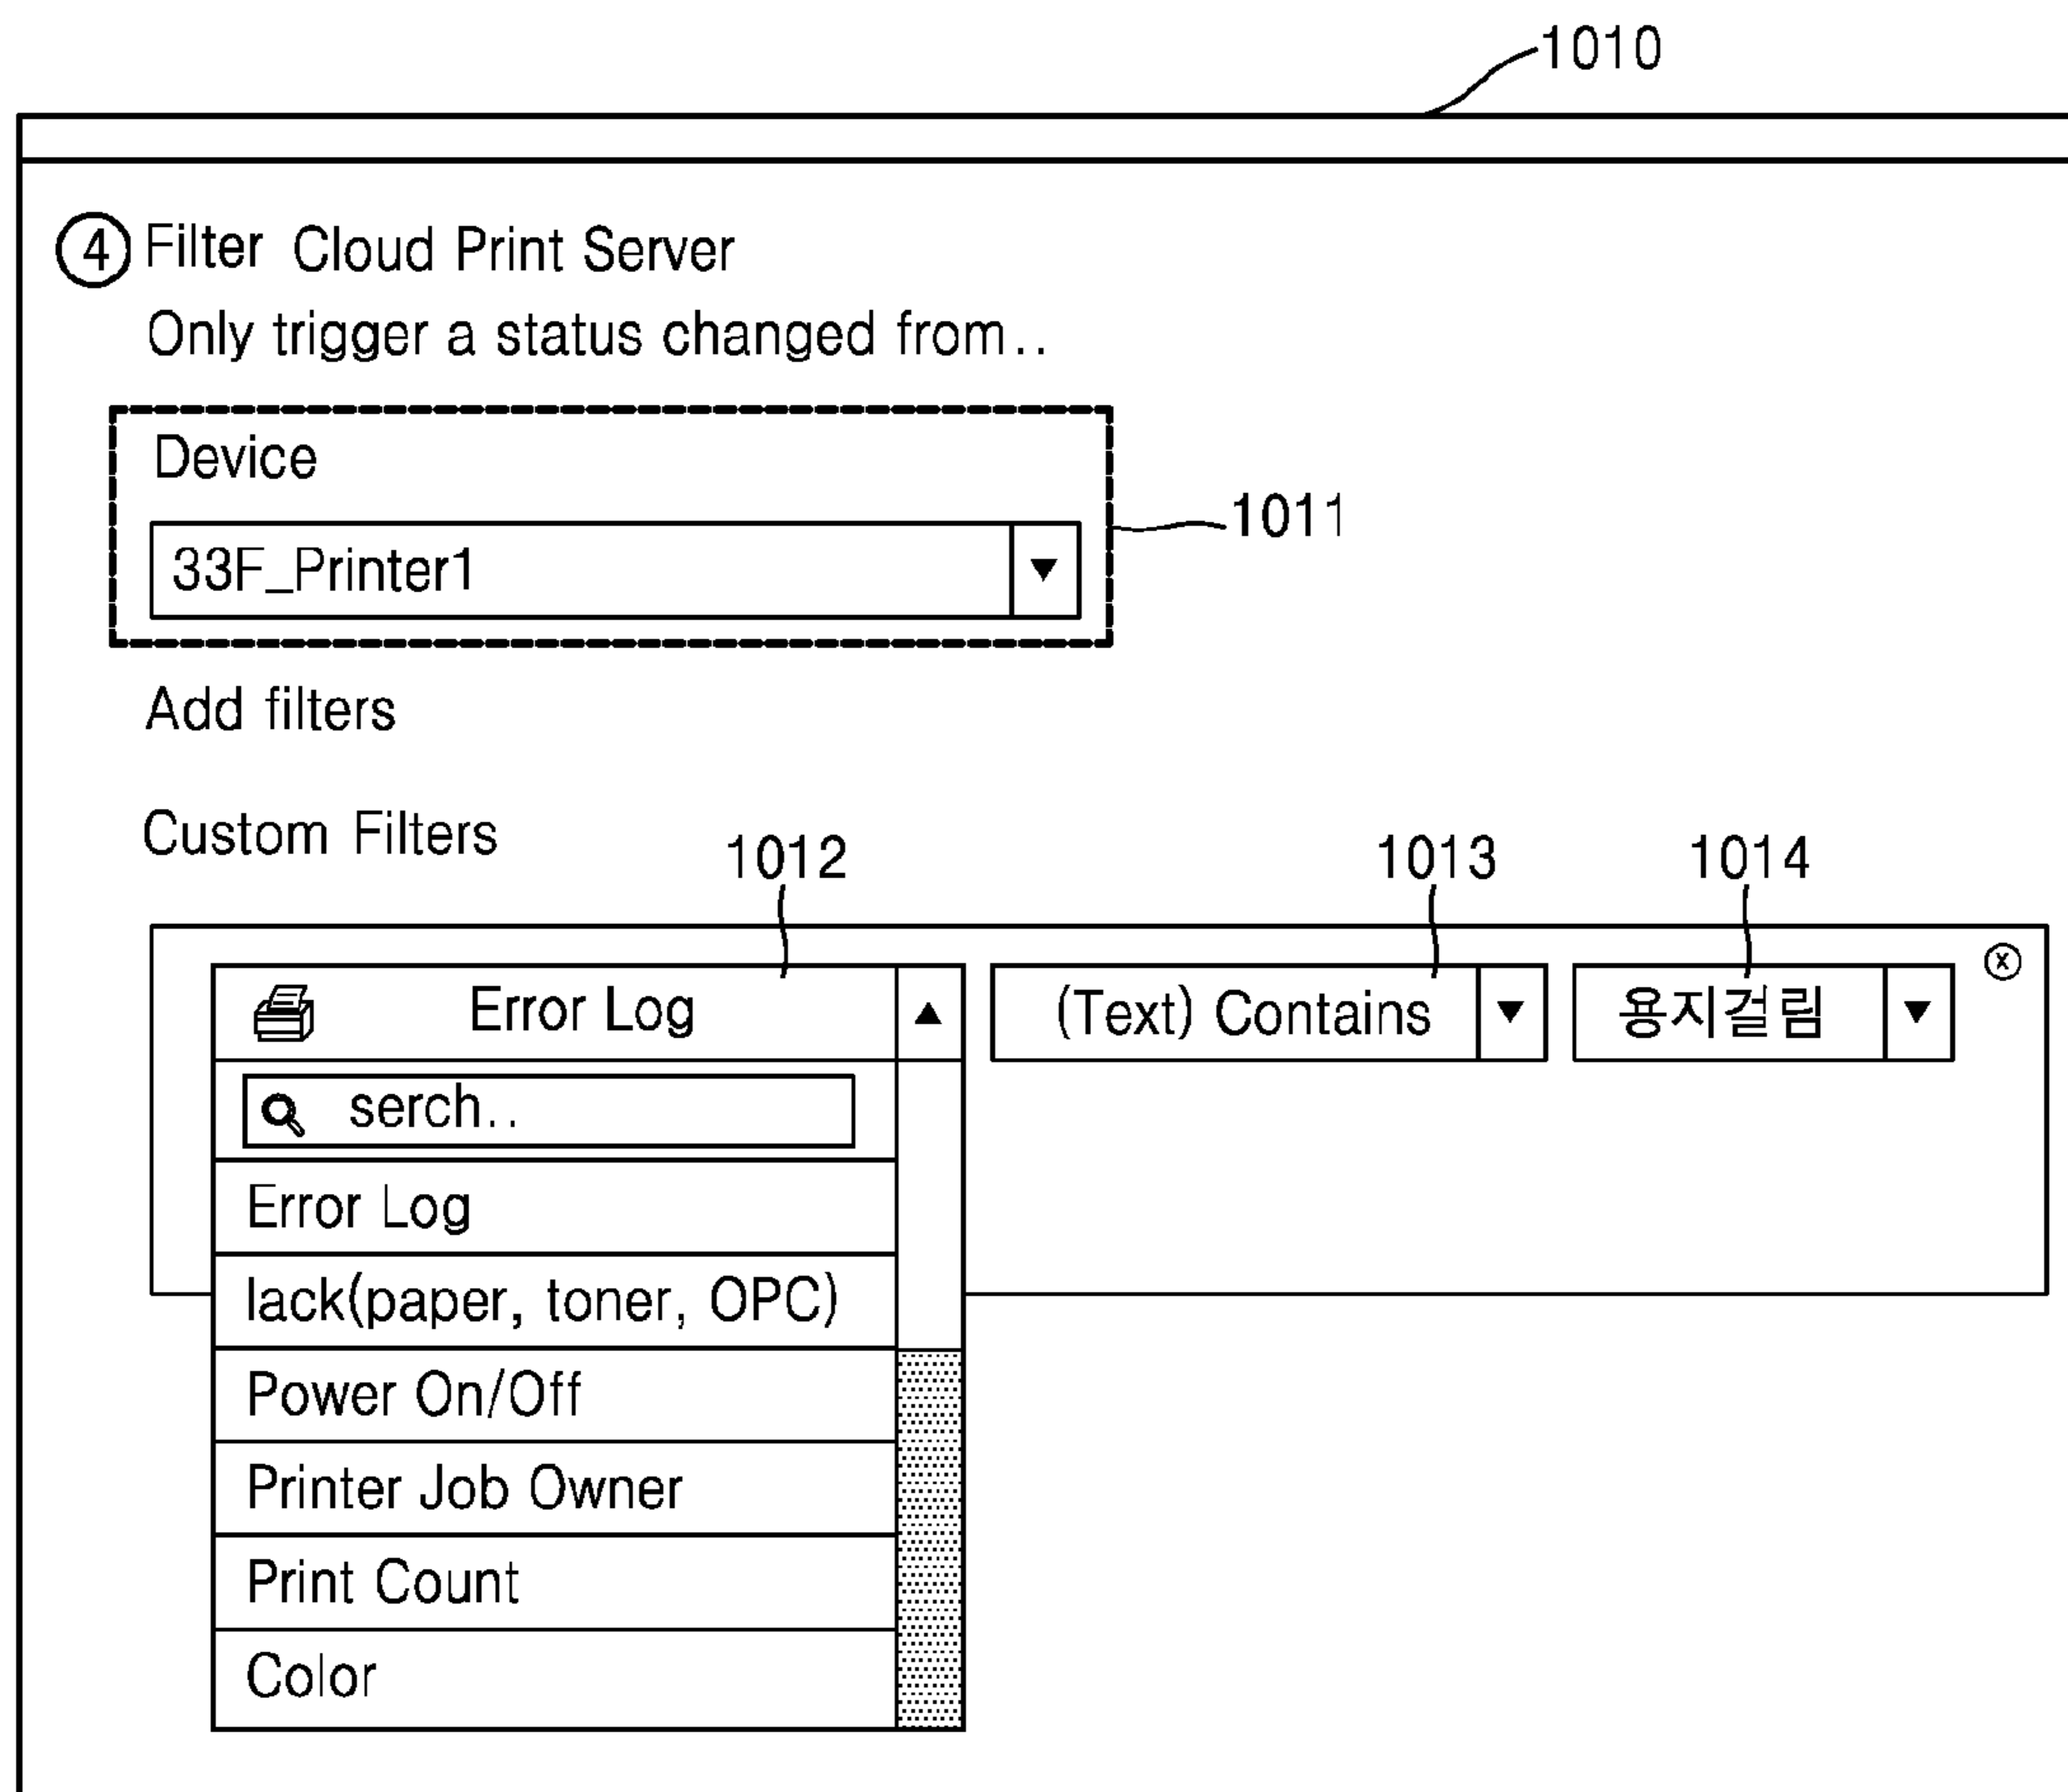 1010
④ Filter Cloud Print Server
Only trigger a status changed from..
Device
33F_Printer1 ▼
1011
Add filters
Custom Filters
1012 1013 1014
Error Log ▲ (Text) Contains ▼ 용지걸림 ▼ ⓧ
serch..
Error Log
lack(paper, toner, OPC)
Power On/Off
Printer Job Owner
Print Count
Color